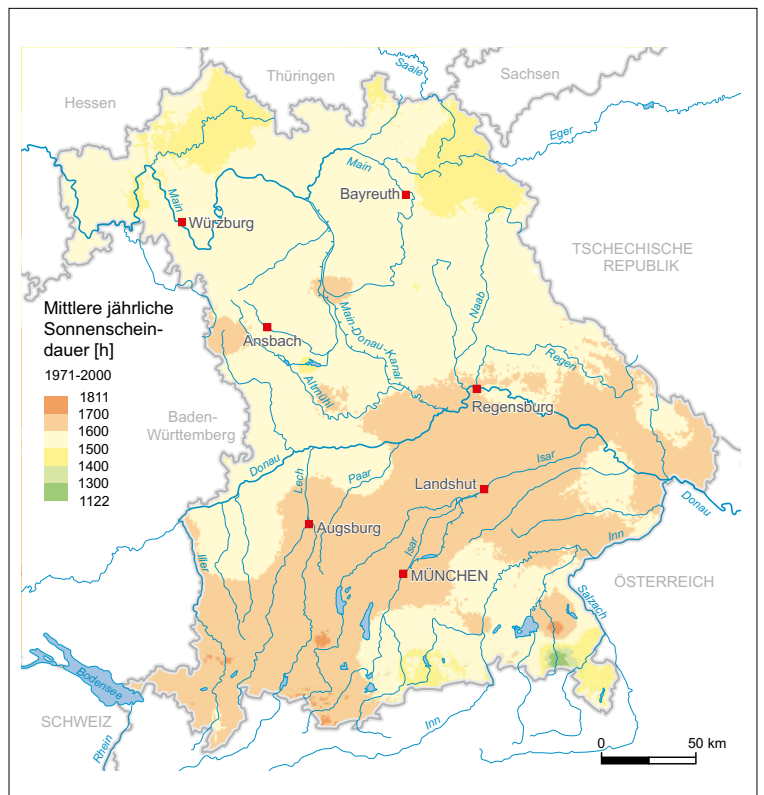 Thüringen
Saale
Sachsen
Hessen
Eger
Main
Bayreuth
Main
Würzburg
TSCHECHISCHE
REPUBLIK
Mittlere jährliche
Sonnenschein-
dauer [h]
1971-2000
1811
1700
1600
1500
1400
1300
1122
Naab
Main-Donau-Kanal
Ansbach
Regen
Altmühl
Regensburg
Baden-
Württemberg
Donau
Lech
Paar
Isar
Landshut
Donau
Augsburg
Inn
Isar
Iller
MÜNCHEN
ÖSTERREICH
Salzach
Bodensee
SCHWEIZ
Inn
Rhein
0 50 km